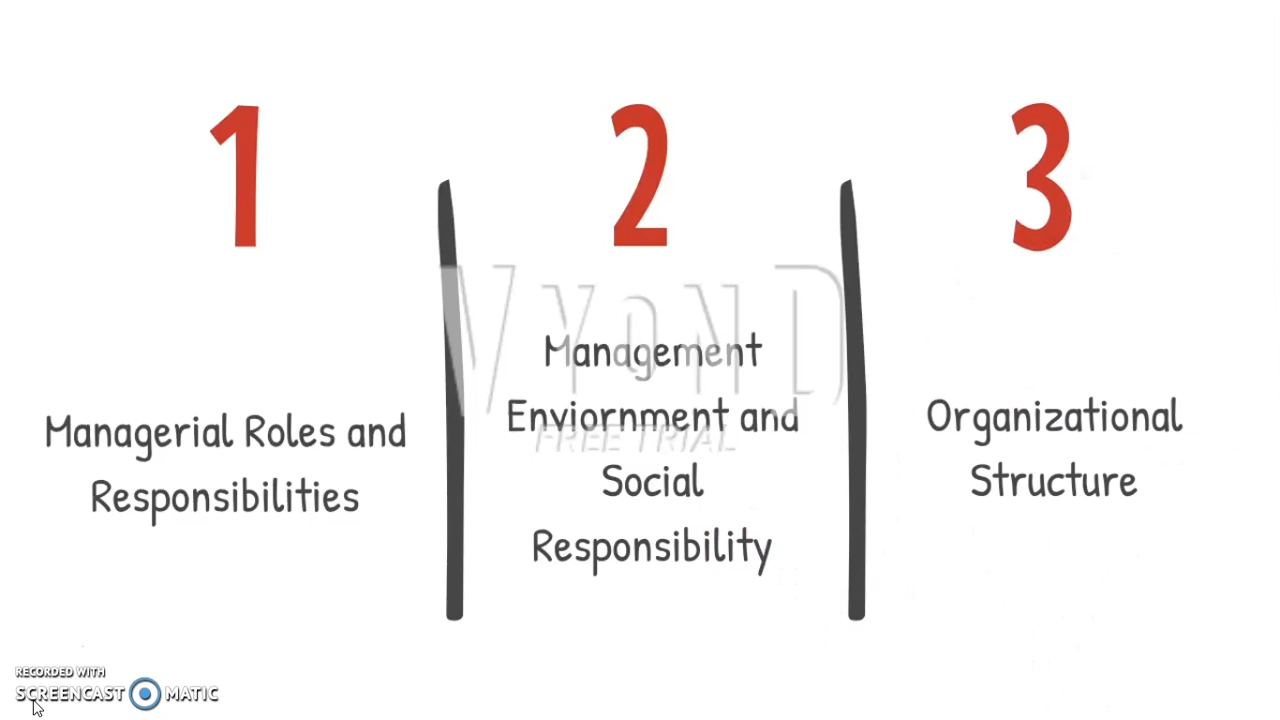 1
2
3
Managerial Roles and
Responsibilities
Management
Enviornment and
Social
Responsibility
Organizational
Structure
VYOND
FREE TRIAL
RECORDED WITH
SCREENCAST MATIC